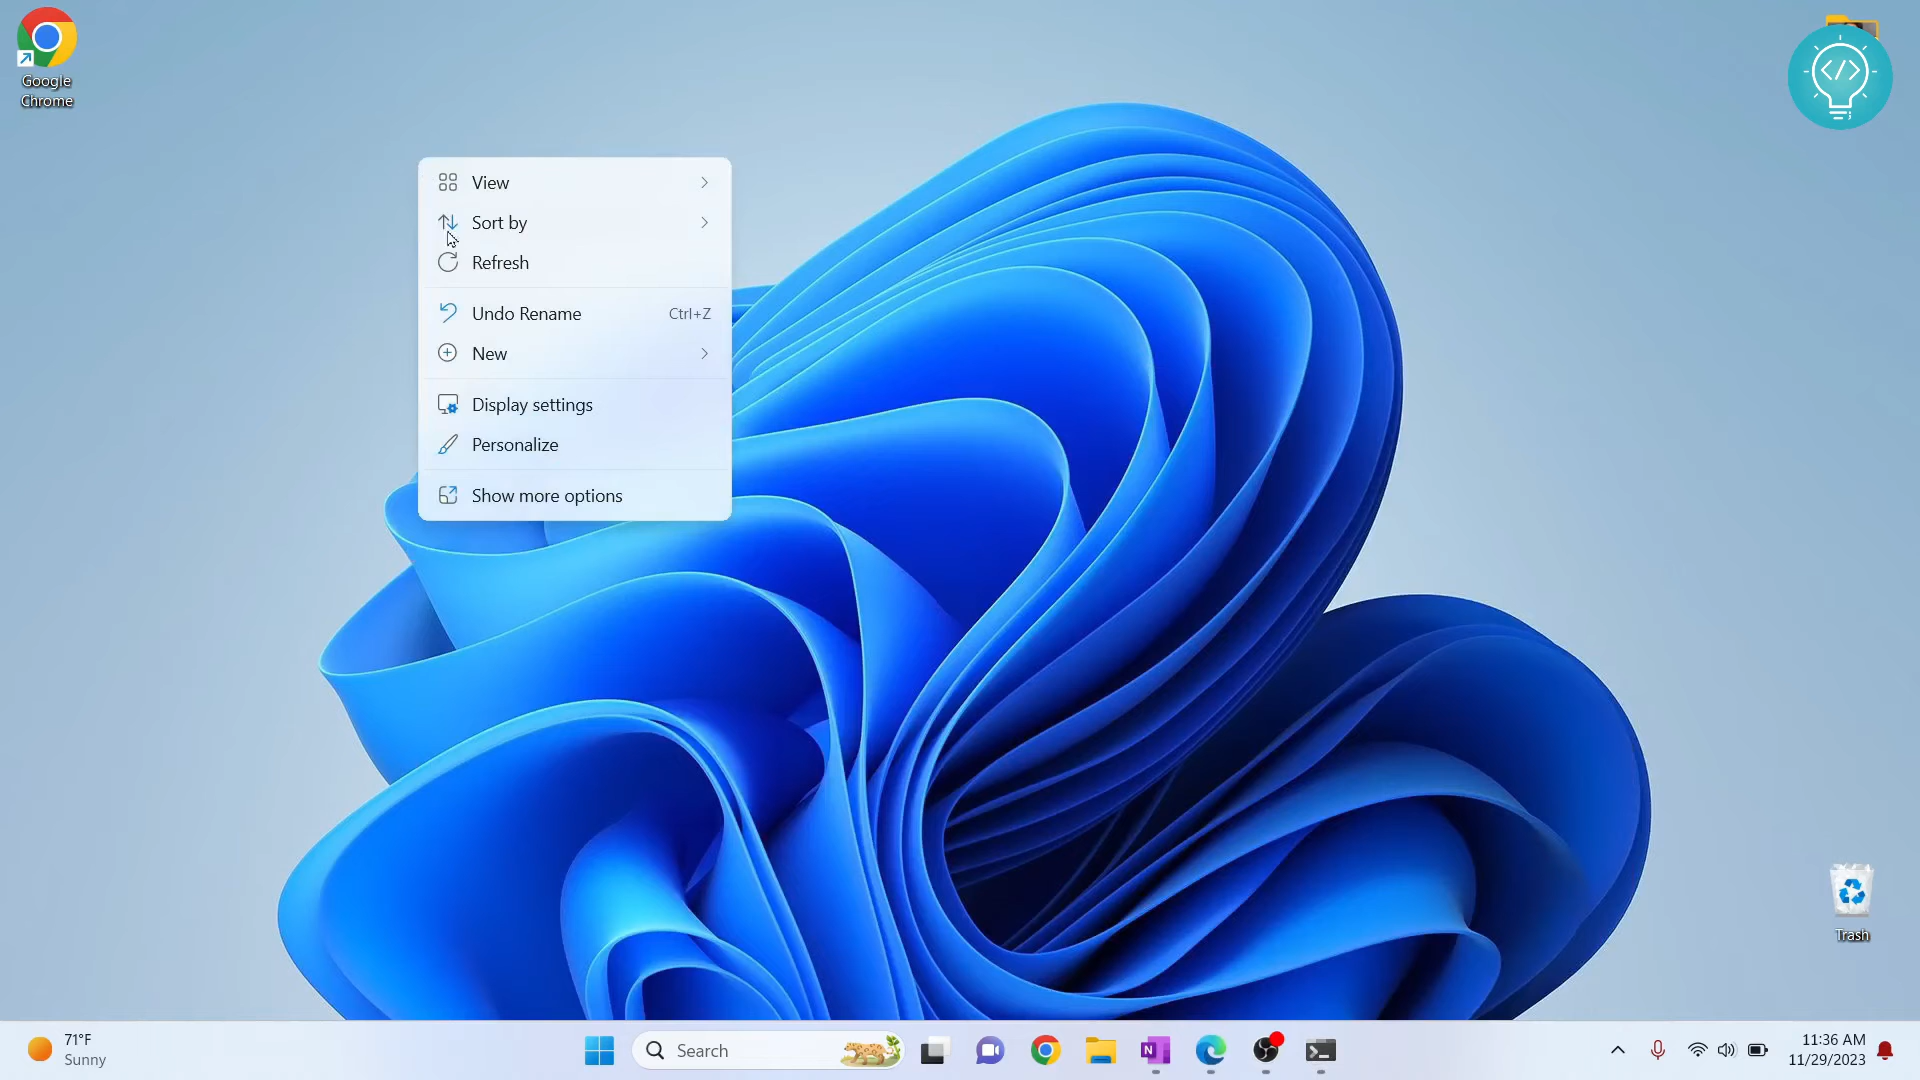 Google
Chrome
</>
View
Sort by
Refresh
Undo Rename Ctrl+Z
New
Display settings
Personalize
Show more options
Trash
71°F
Sunny
Search
N
11:36 AM
11/29/2023